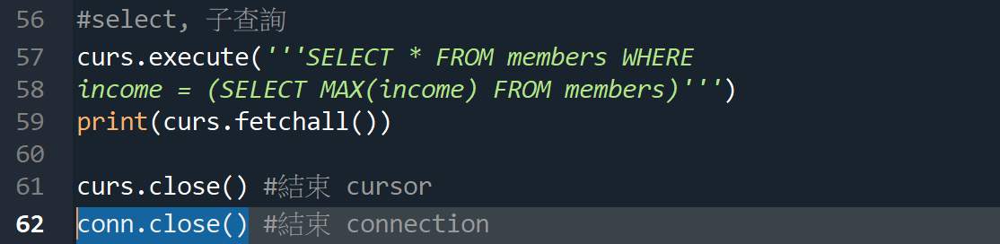 56 #select, 子查詢
57 curs.execute('''SELECT * FROM members WHERE
58 income = (SELECT MAX(income) FROM members)''')
59 print(curs.fetchall())
60
61 curs.close() #結束 cursor
62 conn.close() #結束 connection